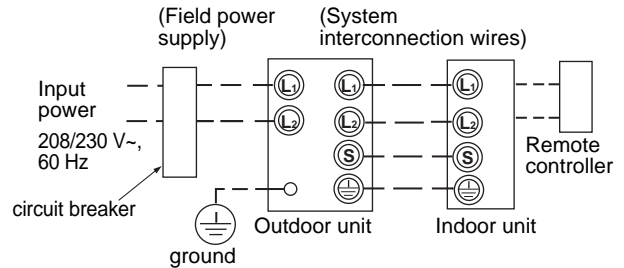 (Field power
supply)
(System
interconnection wires)
L1
L1
L1
Input
power
208/230 V~,
60 Hz
L2
L2
L2
Remote
controller
S
S
circuit breaker
ground
Outdoor unit
Indoor unit